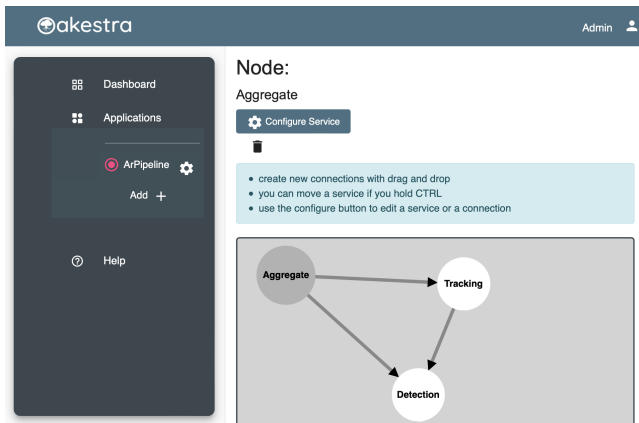 Oakestra
Admin
Dashboard
Applications
ArPipeline
Add +
Help
Node:
Aggregate
Configure Service
• create new connections with drag and drop
• you can move a service if you hold CTRL
• use the configure button to edit a service or a connection
Aggregate
Tracking
Detection